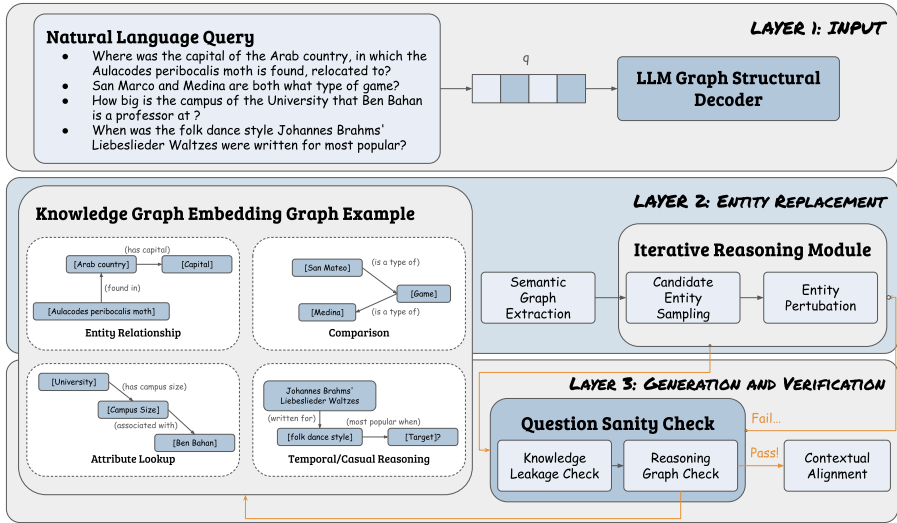 LAYER 1: INPUT
Natural Language Query
● Where was the capital of the Arab country, in which the
Aulacodes peribocalis moth is found, relocated to?
● San Marco and Medina are both what type of game?
● How big is the campus of the University that Ben Bahan
is a professor at ?
● When was the folk dance style Johannes Brahms'
Liebeslieder Waltzes were written for most popular?
q
LLM Graph Structural
Decoder
LAYER 2: ENTITY REPLACEMENT
Knowledge Graph Embedding Graph Example
(has capital)
[Arab country]
[Capital]
(found in)
[Aulacodes peribocalis moth]
Entity Relationship
[San Mateo]
(is a type of)
[Game]
[Medina]
(is a type of)
Comparison
[University]
(has campus size)
[Campus Size]
(associated with)
[Ben Bahan]
Attribute Lookup
Johannes Brahms'
Liebeslieder Waltzes
(written for)
(most popular when)
[folk dance style]
[Target]?
Temporal/Casual Reasoning
Iterative Reasoning Module
Semantic
Graph
Extraction
Candidate
Entity
Sampling
Entity
Pertubation
LAYER 3: GENERATION AND VERIFICATION
Question Sanity Check
Fail...
Knowledge
Leakage Check
Reasoning
Graph Check
Pass!
Contextual
Alignment